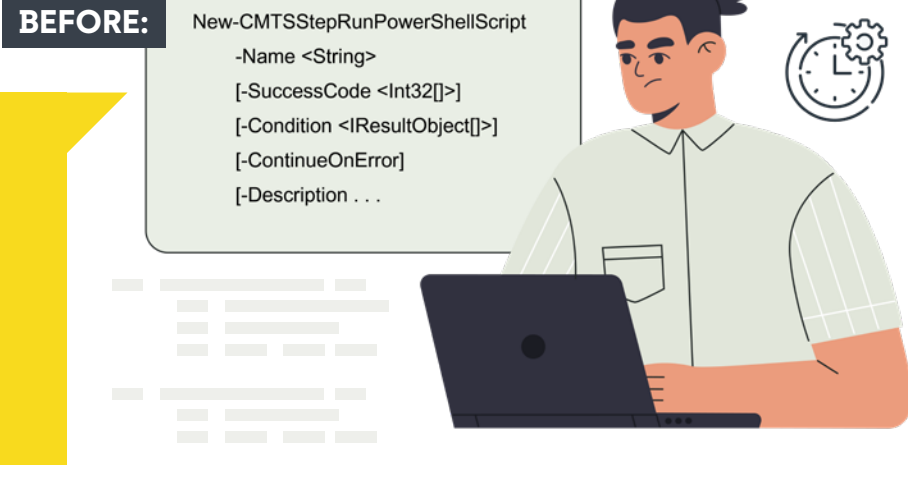 BEFORE:
New-CMTSStepRunPowerShellScript
-Name <String>
[-SuccessCode <Int32[]>]
[-Condition <IResultObject[]>]
[-ContinueOnError]
[-Description . . .